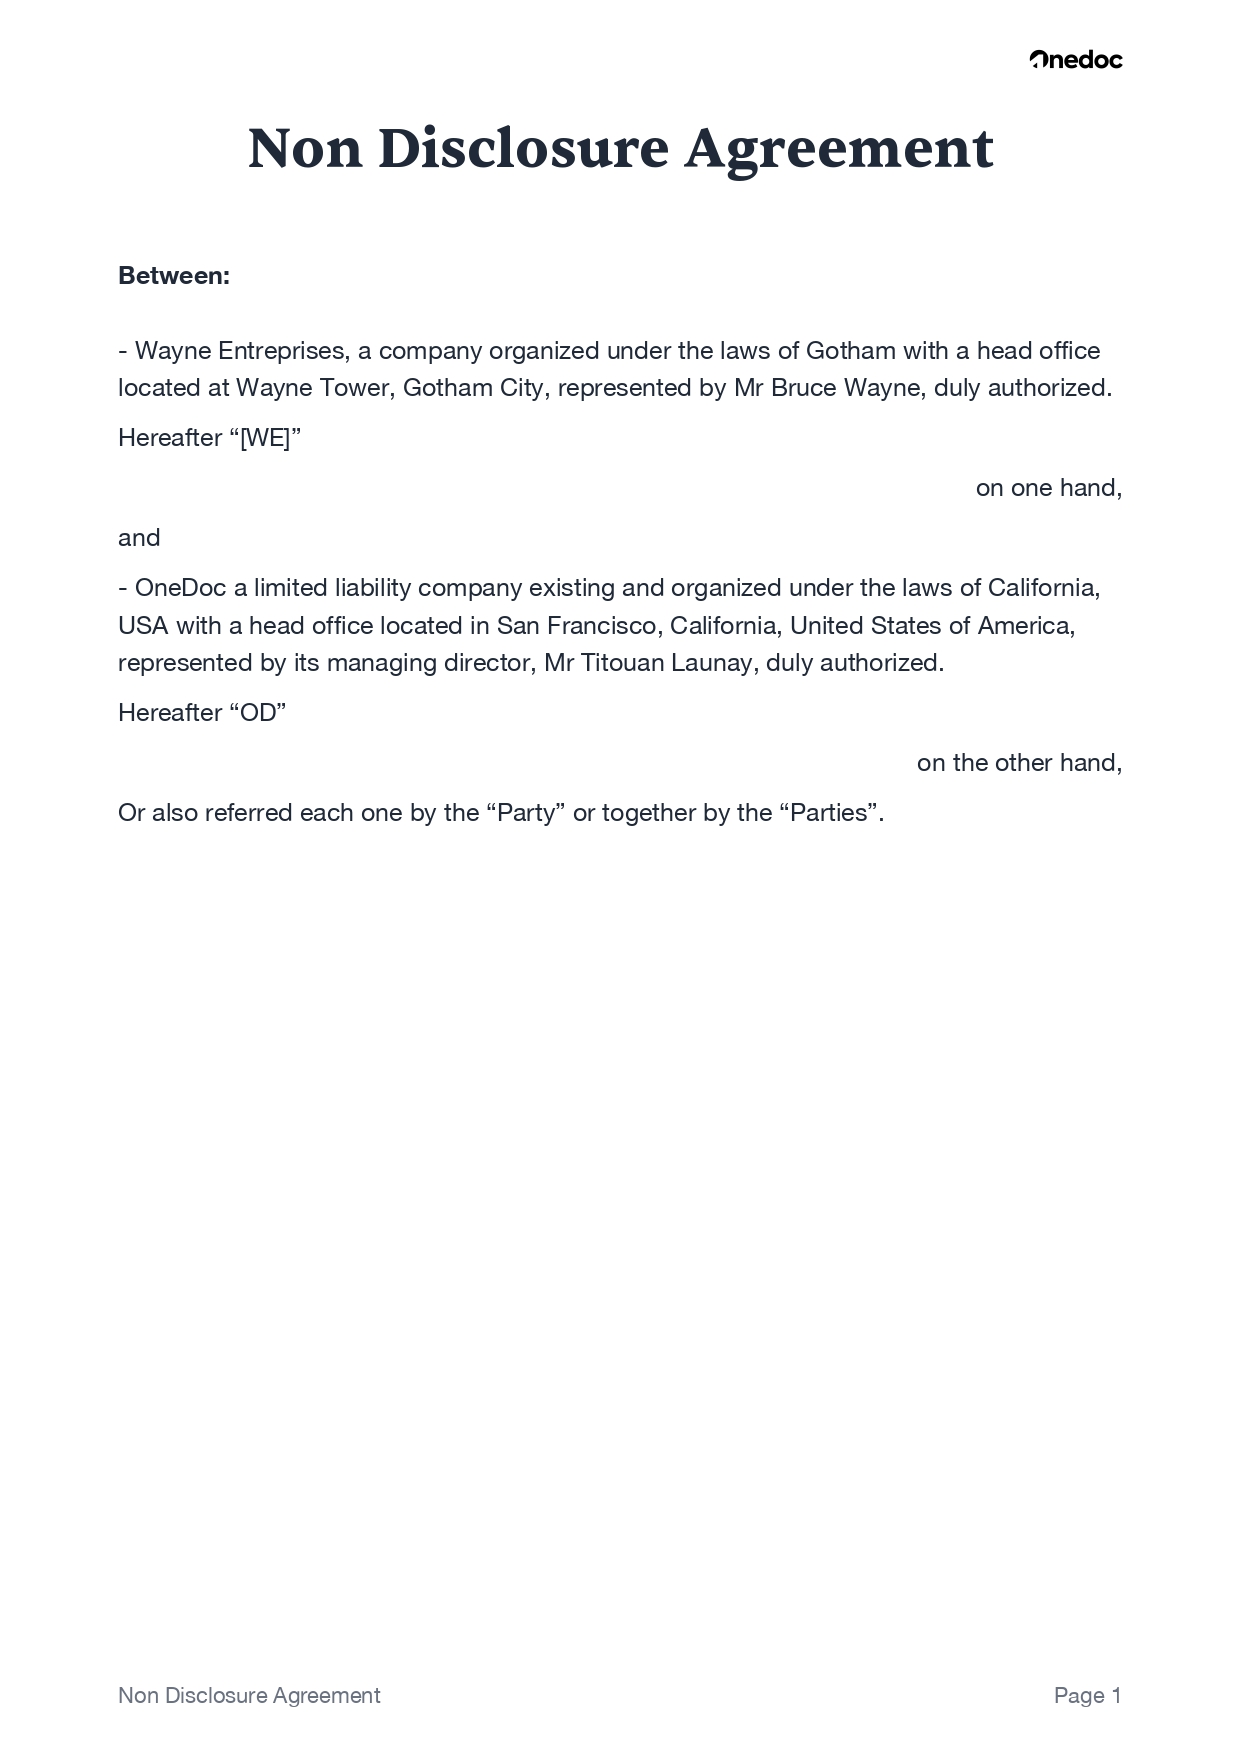 Onedoc
Non Disclosure Agreement
Between:
- Wayne Entreprises, a company organized under the laws of Gotham with a head office
located at Wayne Tower, Gotham City, represented by Mr Bruce Wayne, duly authorized.
Hereafter “[WE]”
on one hand,
and
- OneDoc a limited liability company existing and organized under the laws of California,
USA with a head office located in San Francisco, California, United States of America,
represented by its managing director, Mr Titouan Launay, duly authorized.
Hereafter “OD”
on the other hand,
Or also referred each one by the “Party” or together by the “Parties”.
Non Disclosure Agreement
Page 1